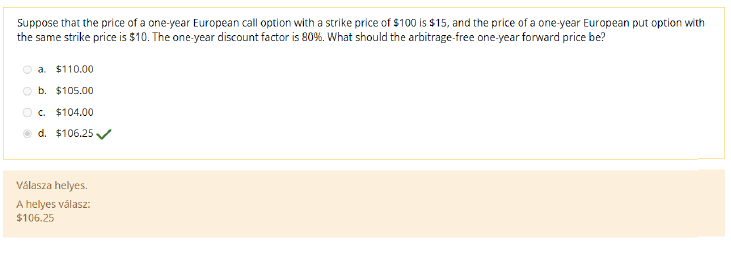 Suppose that the price of a one-year European call option with a strike price of $100 is $15, and the price of a one-year European put option with
the same strike price is $10. The one-year discount factor is 80%. What should the arbitrage-free one-year forward price be?
a. $110.00
b. $105.00
c. $104.00
d. $106.25
Válasza helyes.
A helyes válasz:
$106.25